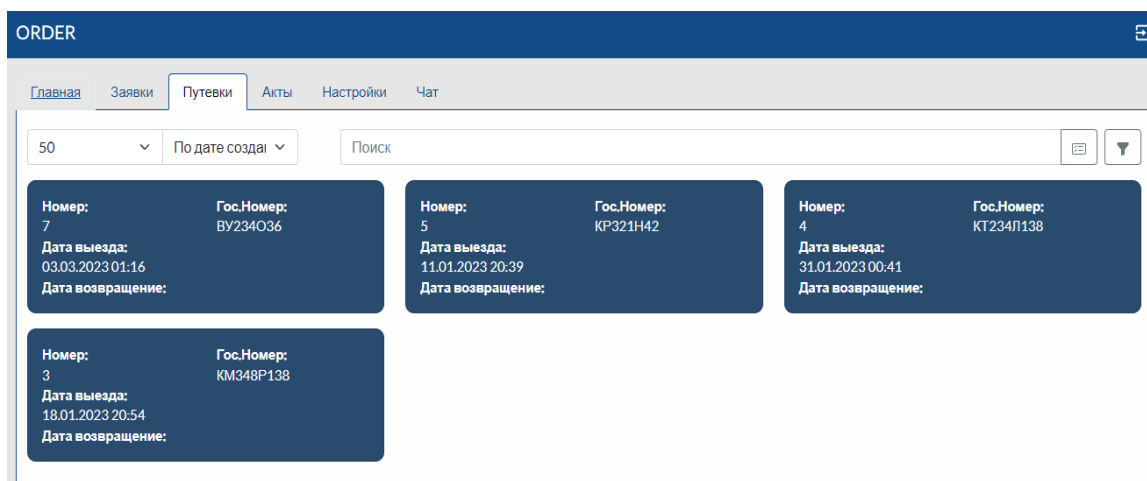 ORDER
Главная Заявки Путевки Акты Настройки Чат
50 По дате создаı Поиск
Номер: Гос.Номер: Номер: Гос.Номер: Номер: Гос.Номер:
7 ВУ234О36 5 КР321Н42 4 КТ234Л138
Дата выезда: Дата выезда: Дата выезда:
03.03.2023 01:16 11.01.2023 20:39 31.01.2023 00:41
Дата возвращение: Дата возвращение: Дата возвращение:
Номер: Гос.Номер:
3 КМ348Р138
Дата выезда:
18.01.2023 20:54
Дата возвращение: